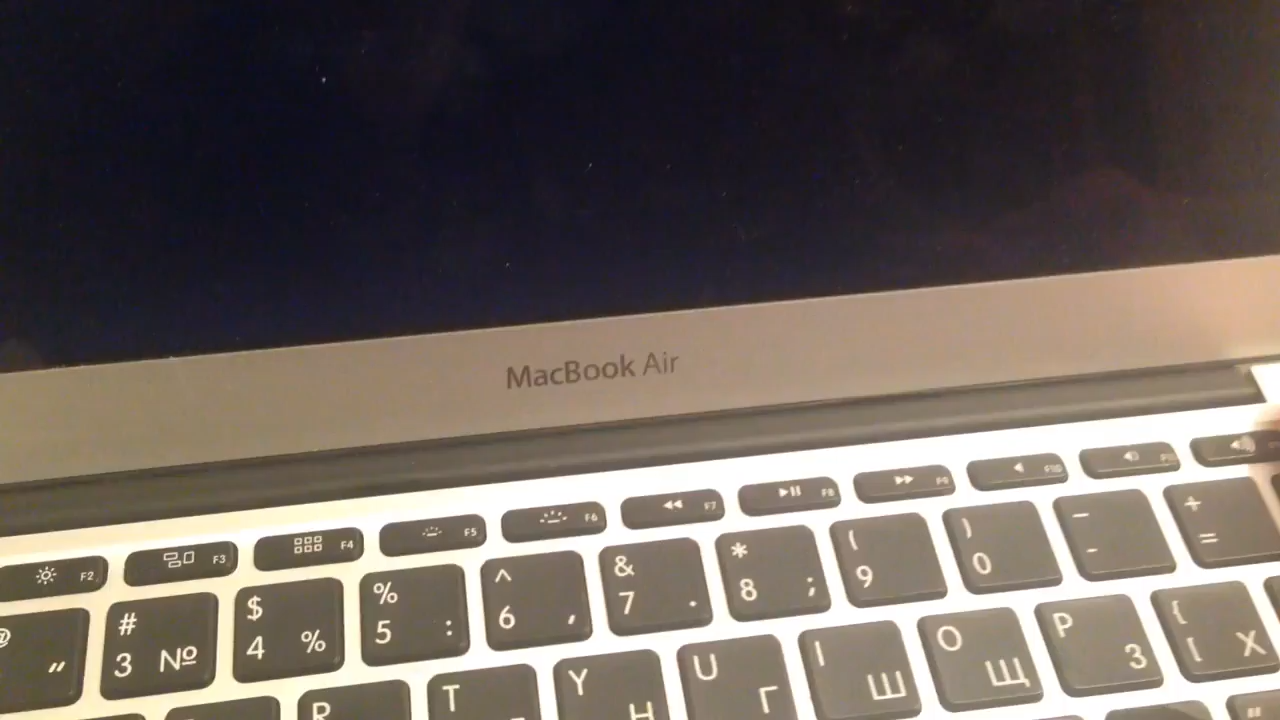 MacBook Air
F2 F3 F4 F5 F6 F7 F8 F9 F10
@ # $ % ^ & * ( ) _ +
" 3 № 4 % 5 : 6 , 7 . 8 ; 9 0 - =
R T Y Н U Г I Ш O Щ P З { [ Х